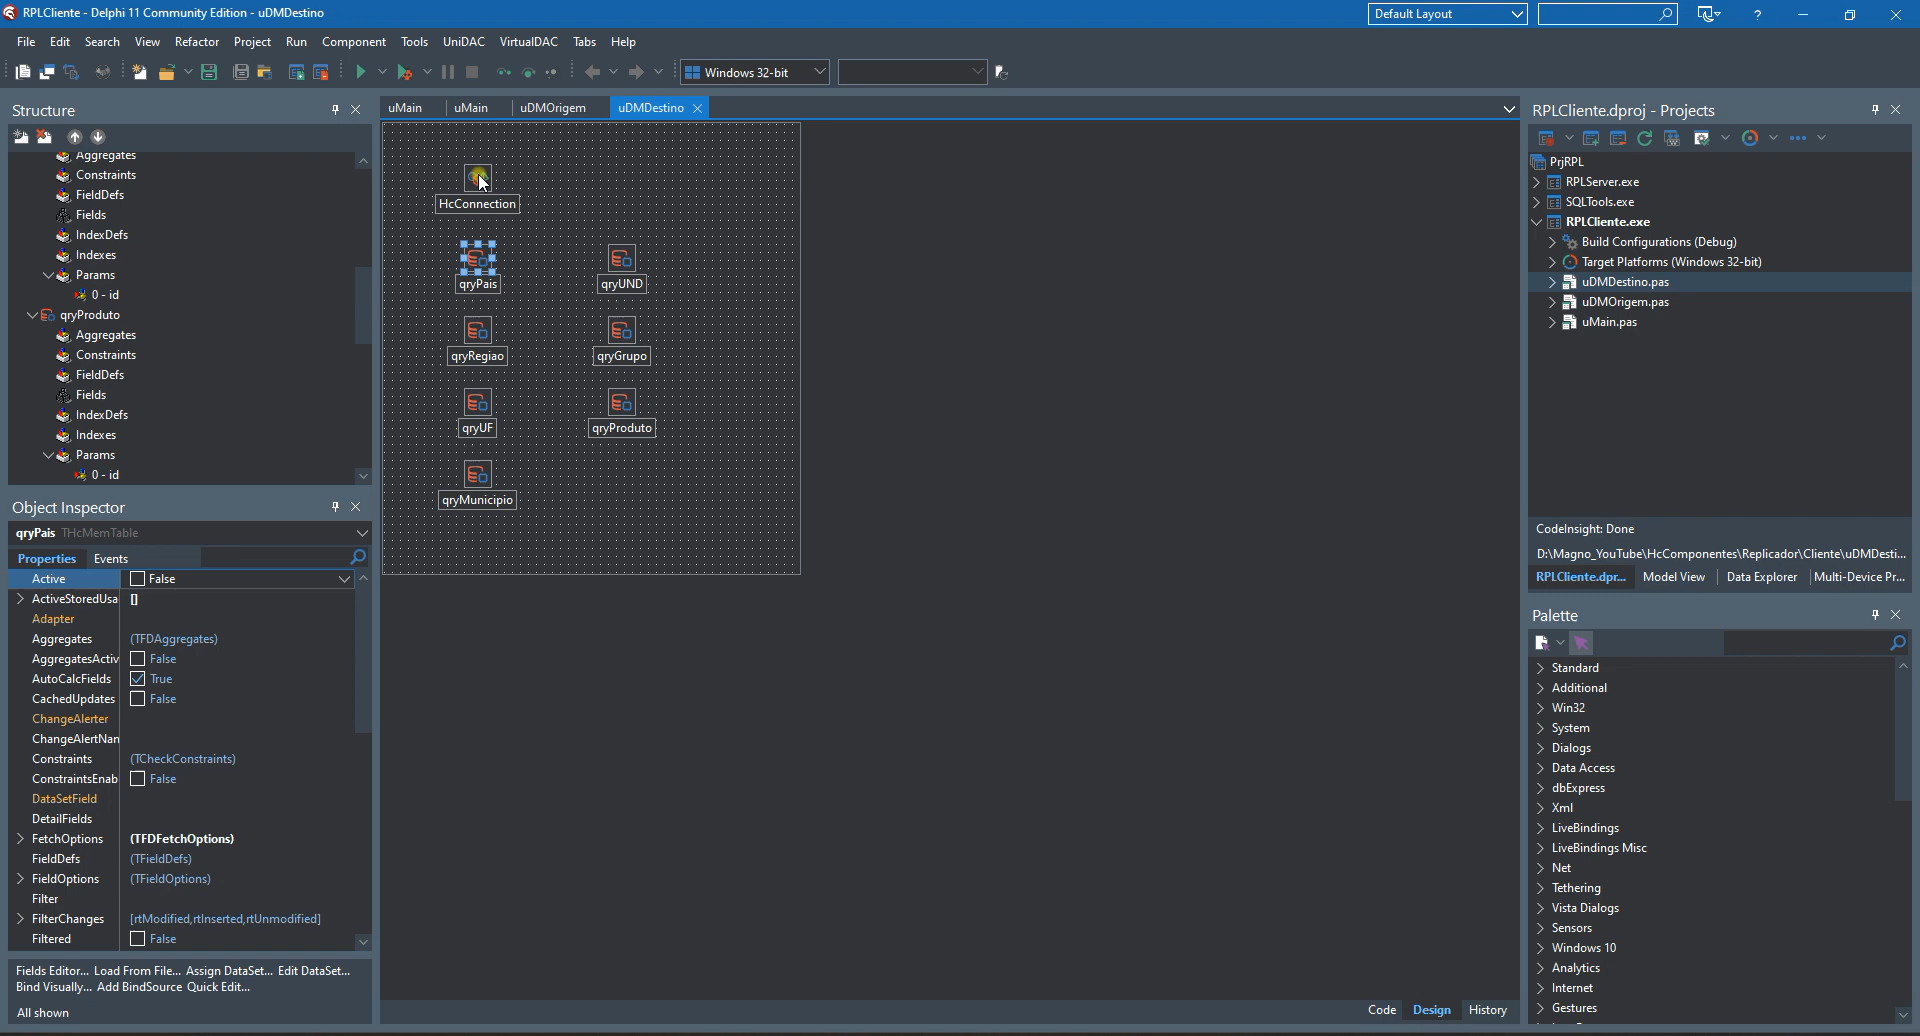 RPLCliente - Delphi 11 Community Edition - uDMDestino
Default Layout
File Edit Search View Refactor Project Run Component Tools UniDAC VirtualDAC Tabs Help
Windows 32-bit
Structure
Aggregates
Constraints
FieldDefs
Fields
IndexDefs
Indexes
Params
0 - id
qryProduto
Aggregates
Constraints
FieldDefs
Fields
IndexDefs
Indexes
Params
0 - id
Object Inspector
qryPais THcMemTable
Properties Events
Active False
ActiveStoredUsa []
Adapter
Aggregates (TFDAggregates)
AggregatesActiv False
AutoCalcFields True
CachedUpdates False
ChangeAlerter
ChangeAlertNan
Constraints (TCheckConstraints)
ConstraintsEnab False
DataSetField
DetailFields
FetchOptions (TFDFetchOptions)
FieldDefs (TFieldDefs)
FieldOptions (TFieldOptions)
Filter
FilterChanges [rtModified,rtInserted,rtUnmodified]
Filtered False
Fields Editor... Load From File... Assign DataSet... Edit DataSet...
Bind Visually... Add BindSource Quick Edit...
All shown
uMain uMain uDMOrigem uDMDestino
HcConnection
qryPais qryUND
qryRegiao qryGrupo
qryUF qryProduto
qryMunicipio
Code Design History
RPLCliente.dproj - Projects
PrjRPL
RPLServer.exe
SQLTools.exe
RPLCliente.exe
Build Configurations (Debug)
Target Platforms (Windows 32-bit)
uDMDestino.pas
uDMOrigem.pas
uMain.pas
CodeInsight: Done
D:\Magno_YouTube\HcComponentes\Replicador\Cliente\uDMDesti...
RPLCliente.dpr... Model View Data Explorer Multi-Device Pr...
Palette
Standard
Additional
Win32
System
Dialogs
Data Access
dbExpress
Xml
LiveBindings
LiveBindings Misc
Net
Tethering
Vista Dialogs
Sensors
Windows 10
Analytics
Internet
Gestures